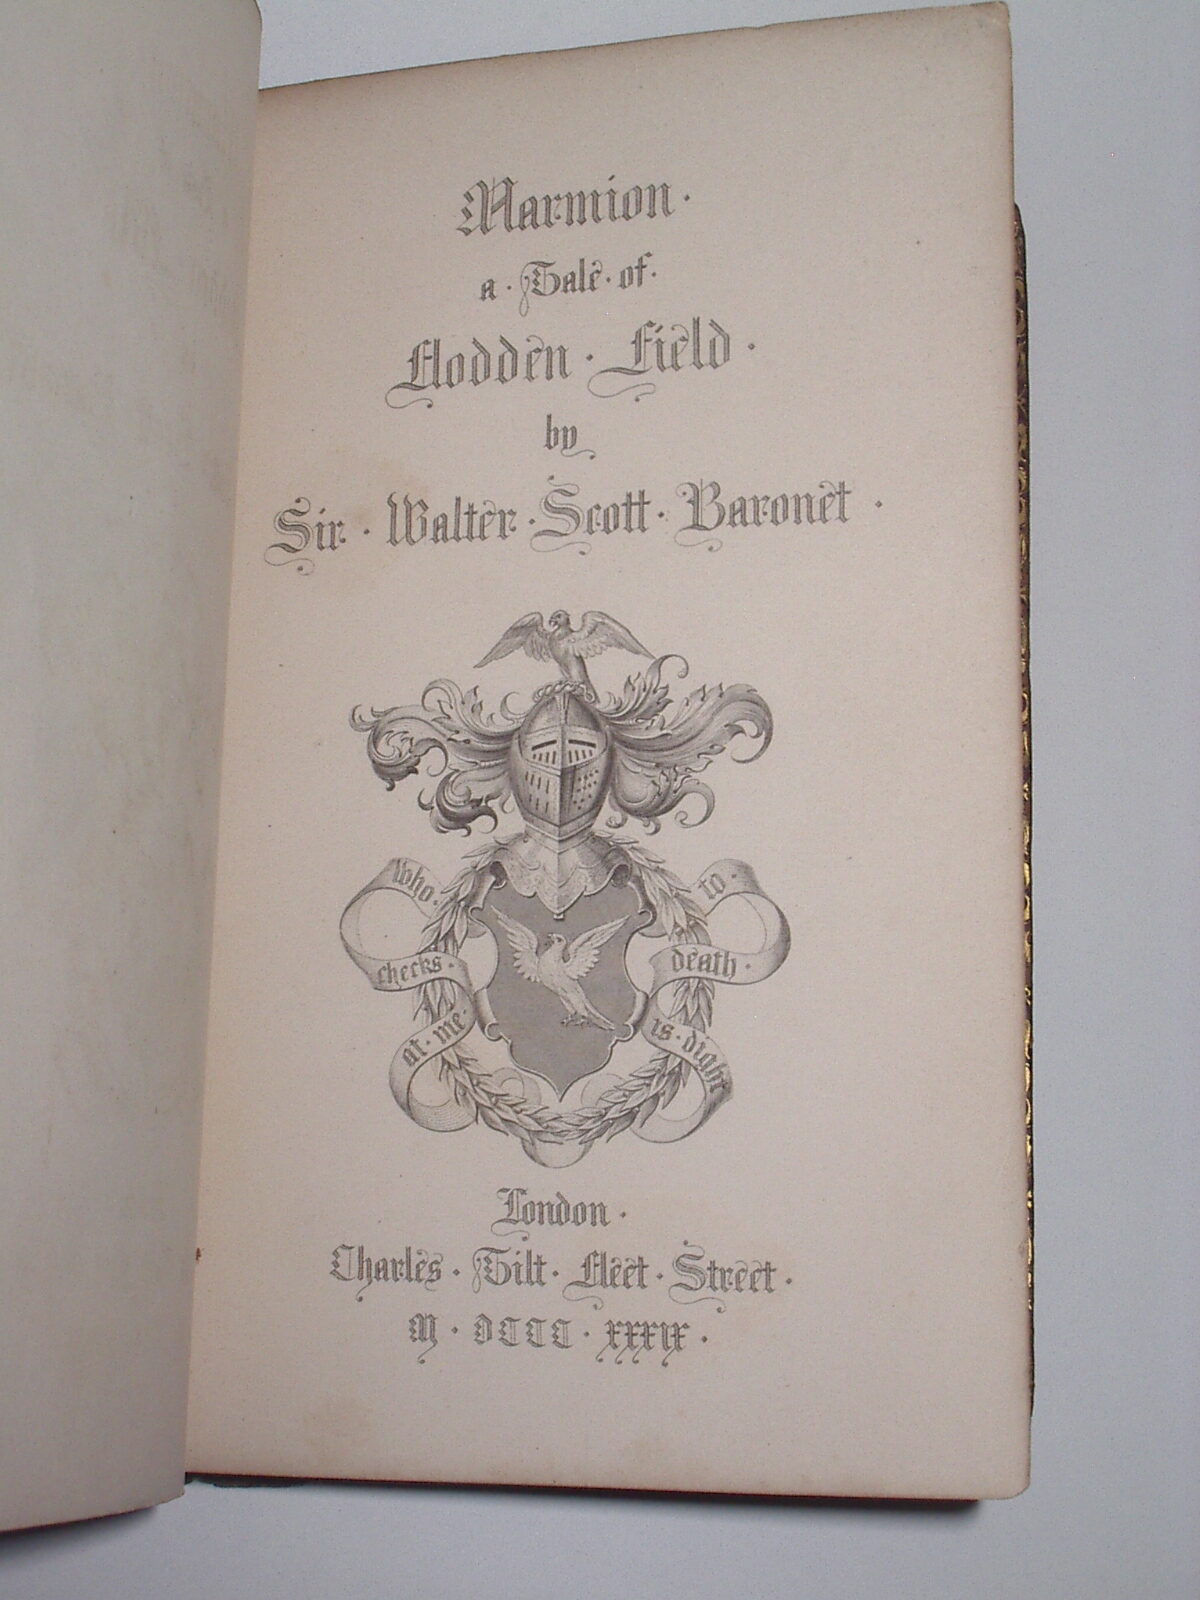 Marmion.
a · Tale · of ·
Flodden · Field ·
by
Sir · Walter · Scott · Baronet ·
who ·
checks ·
at · me ·
to ·
death ·
is · dight
London ·
Charles · Tilt · Fleet · Street ·
M · DCCC · XXXIX ·